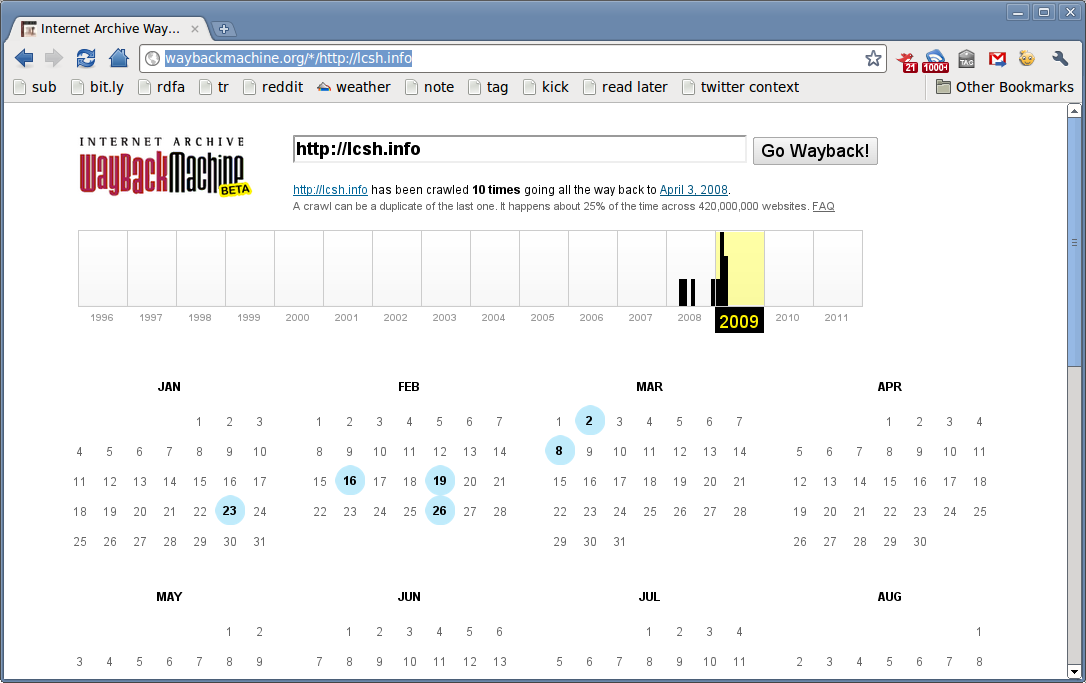 Internet Archive Way...
waybackmachine.org/*/http://lcsh.info
21
1000+
TAG
sub bit.ly rdfa tr reddit weather note tag kick read later twitter context Other Bookmarks
INTERNET ARCHIVE
WayBackMachine
BETA
http://lcsh.info
Go Wayback!
http://lcsh.info has been crawled 10 times going all the way back to April 3, 2008.
A crawl can be a duplicate of the last one. It happens about 25% of the time across 420,000,000 websites. FAQ
1996 1997 1998 1999 2000 2001 2002 2003 2004 2005 2006 2007 2008 2009 2010 2011
JAN
1 2 3
4 5 6 7 8 9 10
11 12 13 14 15 16 17
18 19 20 21 22 23 24
25 26 27 28 29 30 31
FEB
1 2 3 4 5 6 7
8 9 10 11 12 13 14
15 16 17 18 19 20 21
22 23 24 25 26 27 28
MAR
1 2 3 4 5 6 7
8 9 10 11 12 13 14
15 16 17 18 19 20 21
22 23 24 25 26 27 28
29 30 31
APR
1 2 3 4
5 6 7 8 9 10 11
12 13 14 15 16 17 18
19 20 21 22 23 24 25
26 27 28 29 30
MAY
1 2
3 4 5 6 7 8 9
JUN
1 2 3 4 5 6
7 8 9 10 11 12 13
JUL
1 2 3 4
5 6 7 8 9 10 11
AUG
1
2 3 4 5 6 7 8